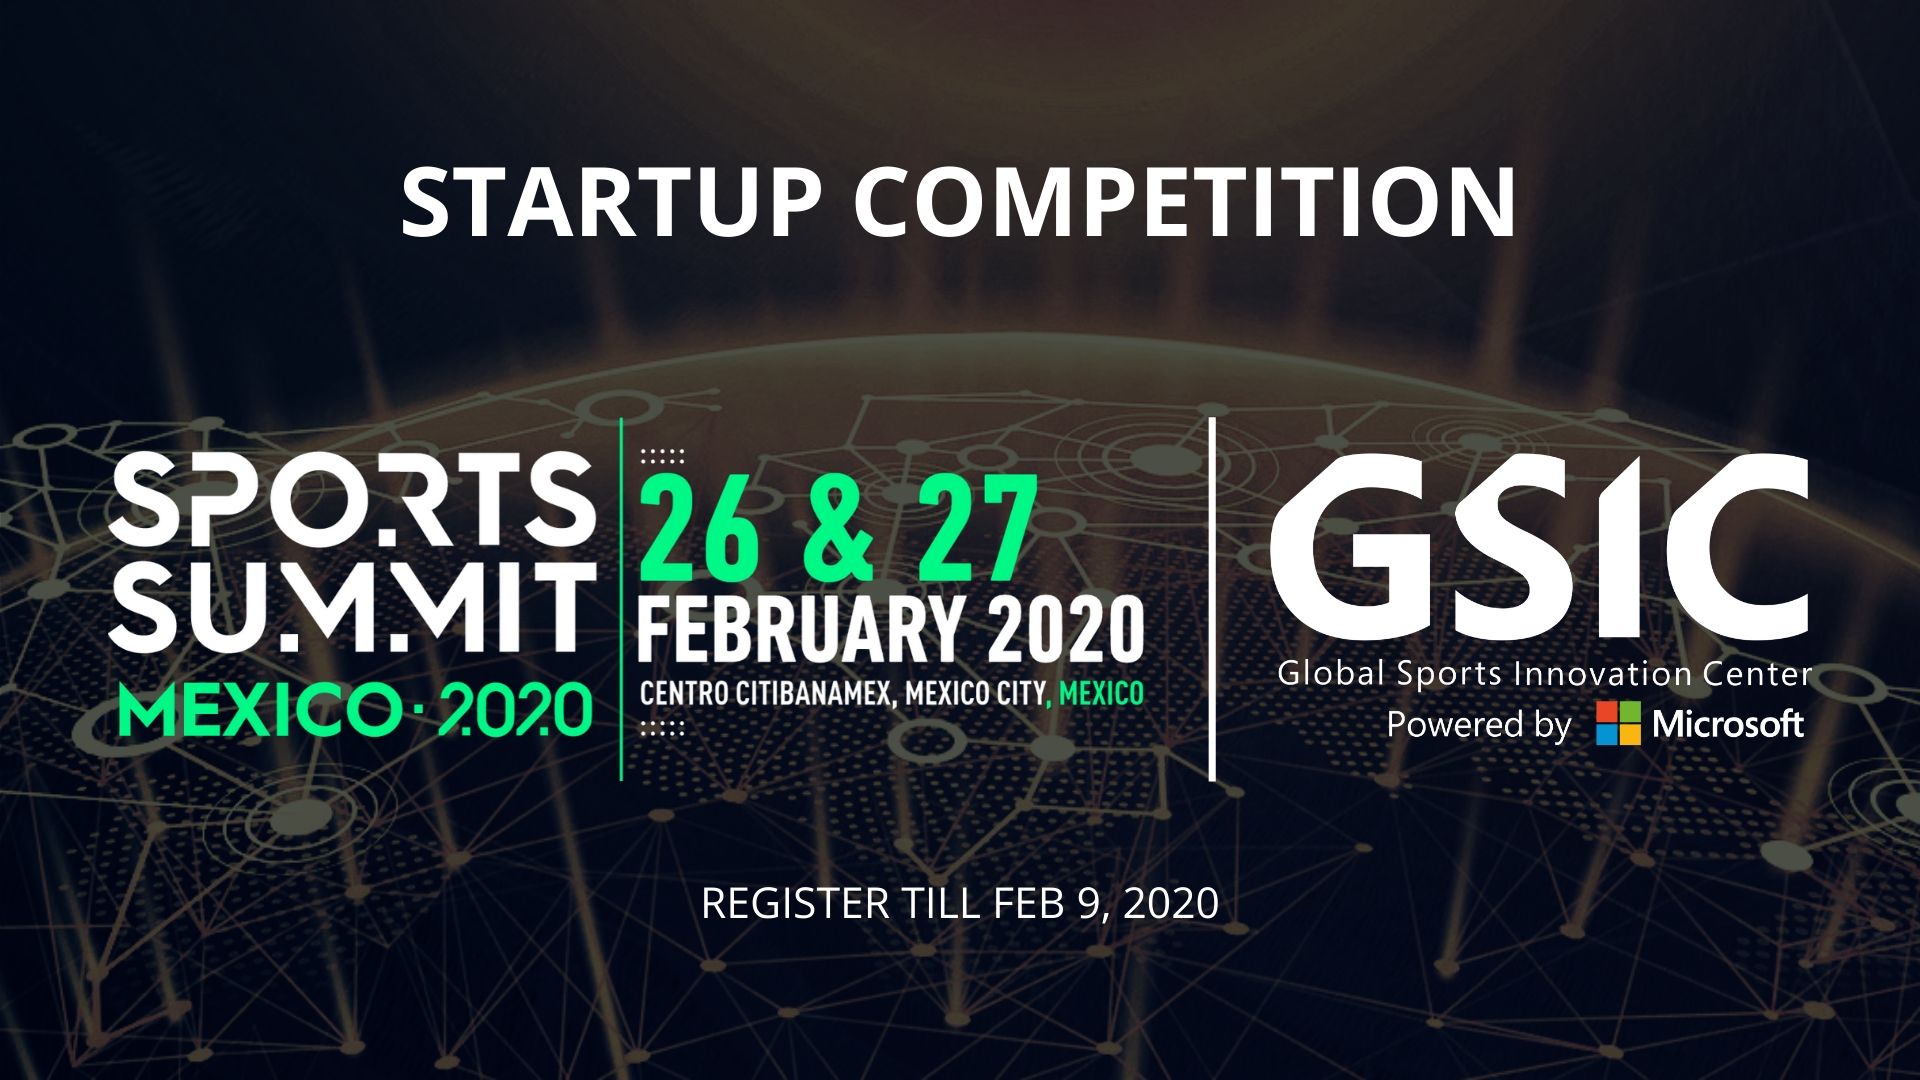 STARTUP COMPETITION
SPORTS
SUMMIT
MEXICO·2020
26 & 27
FEBRUARY 2020
CENTRO CITIBANAMEX, MEXICO CITY, MEXICO
GSIC
Global Sports Innovation Center
Powered by Microsoft
REGISTER TILL FEB 9, 2020